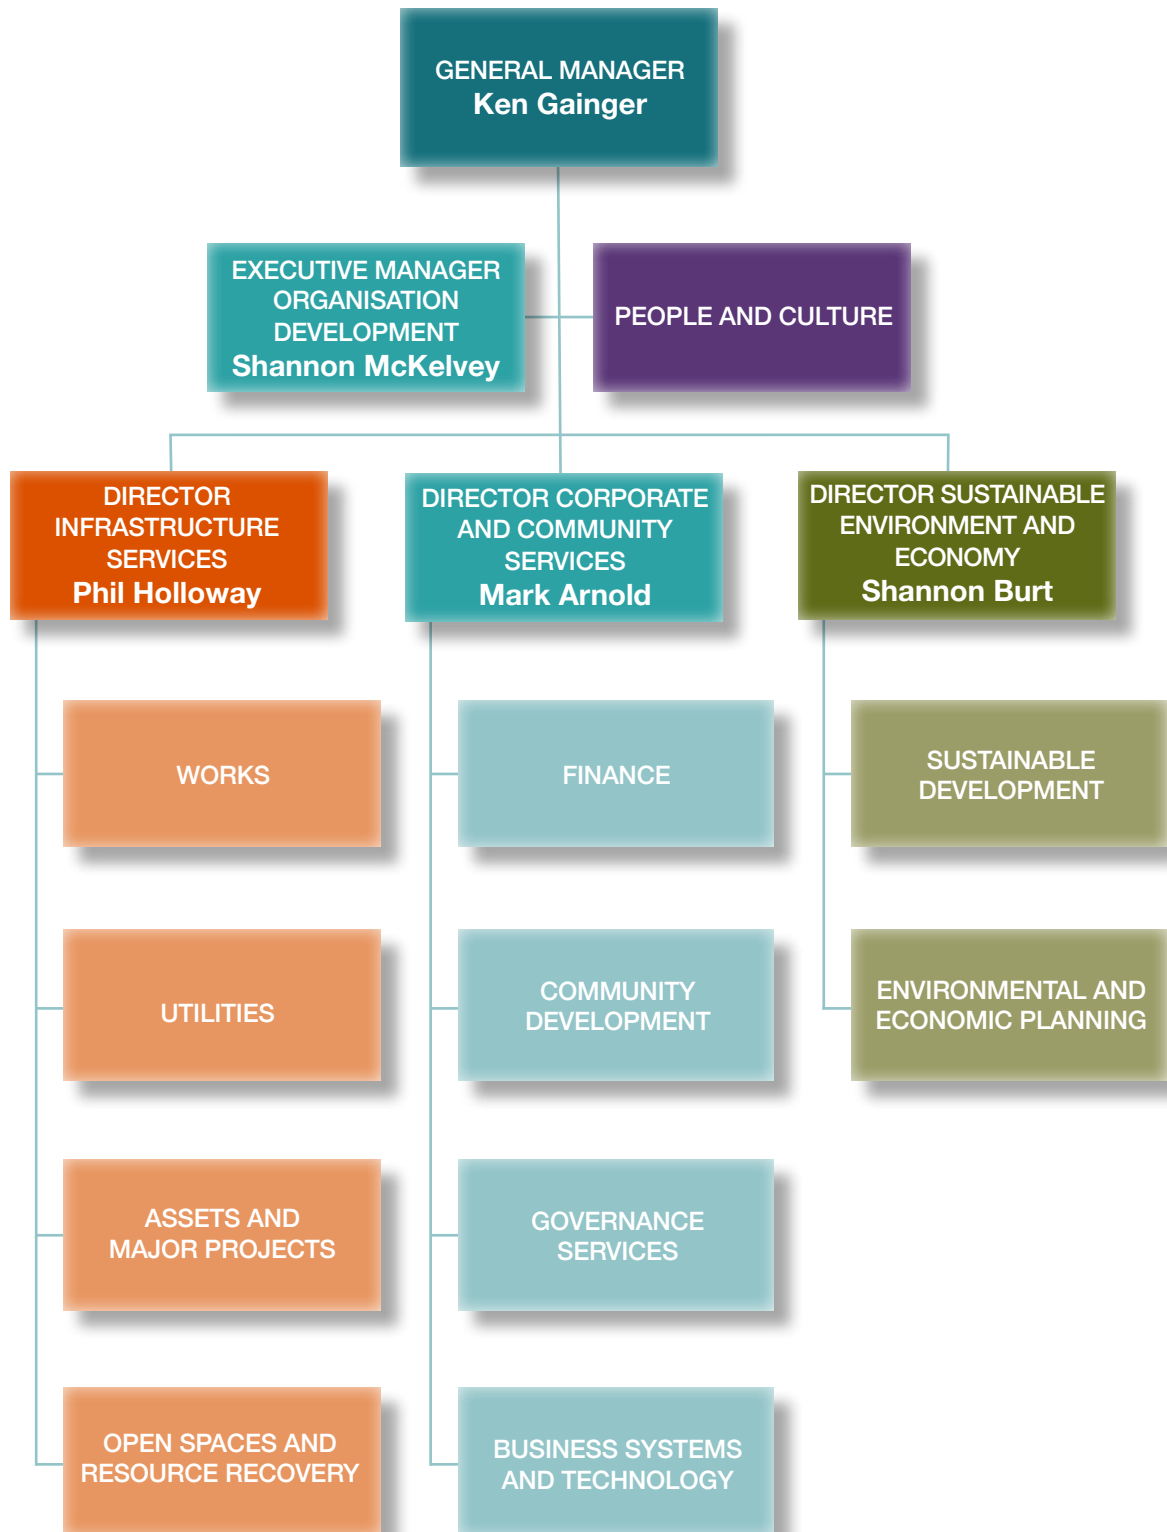 GENERAL MANAGER
Ken Gainger
EXECUTIVE MANAGER
ORGANISATION
DEVELOPMENT
Shannon McKelvey
PEOPLE AND CULTURE
DIRECTOR
INFRASTRUCTURE
SERVICES
Phil Holloway
DIRECTOR CORPORATE
AND COMMUNITY
SERVICES
Mark Arnold
DIRECTOR SUSTAINABLE
ENVIRONMENT AND
ECONOMY
Shannon Burt
WORKS
FINANCE
SUSTAINABLE
DEVELOPMENT
UTILITIES
COMMUNITY
DEVELOPMENT
ENVIRONMENTAL AND
ECONOMIC PLANNING
ASSETS AND
MAJOR PROJECTS
GOVERNANCE
SERVICES
OPEN SPACES AND
RESOURCE RECOVERY
BUSINESS SYSTEMS
AND TECHNOLOGY